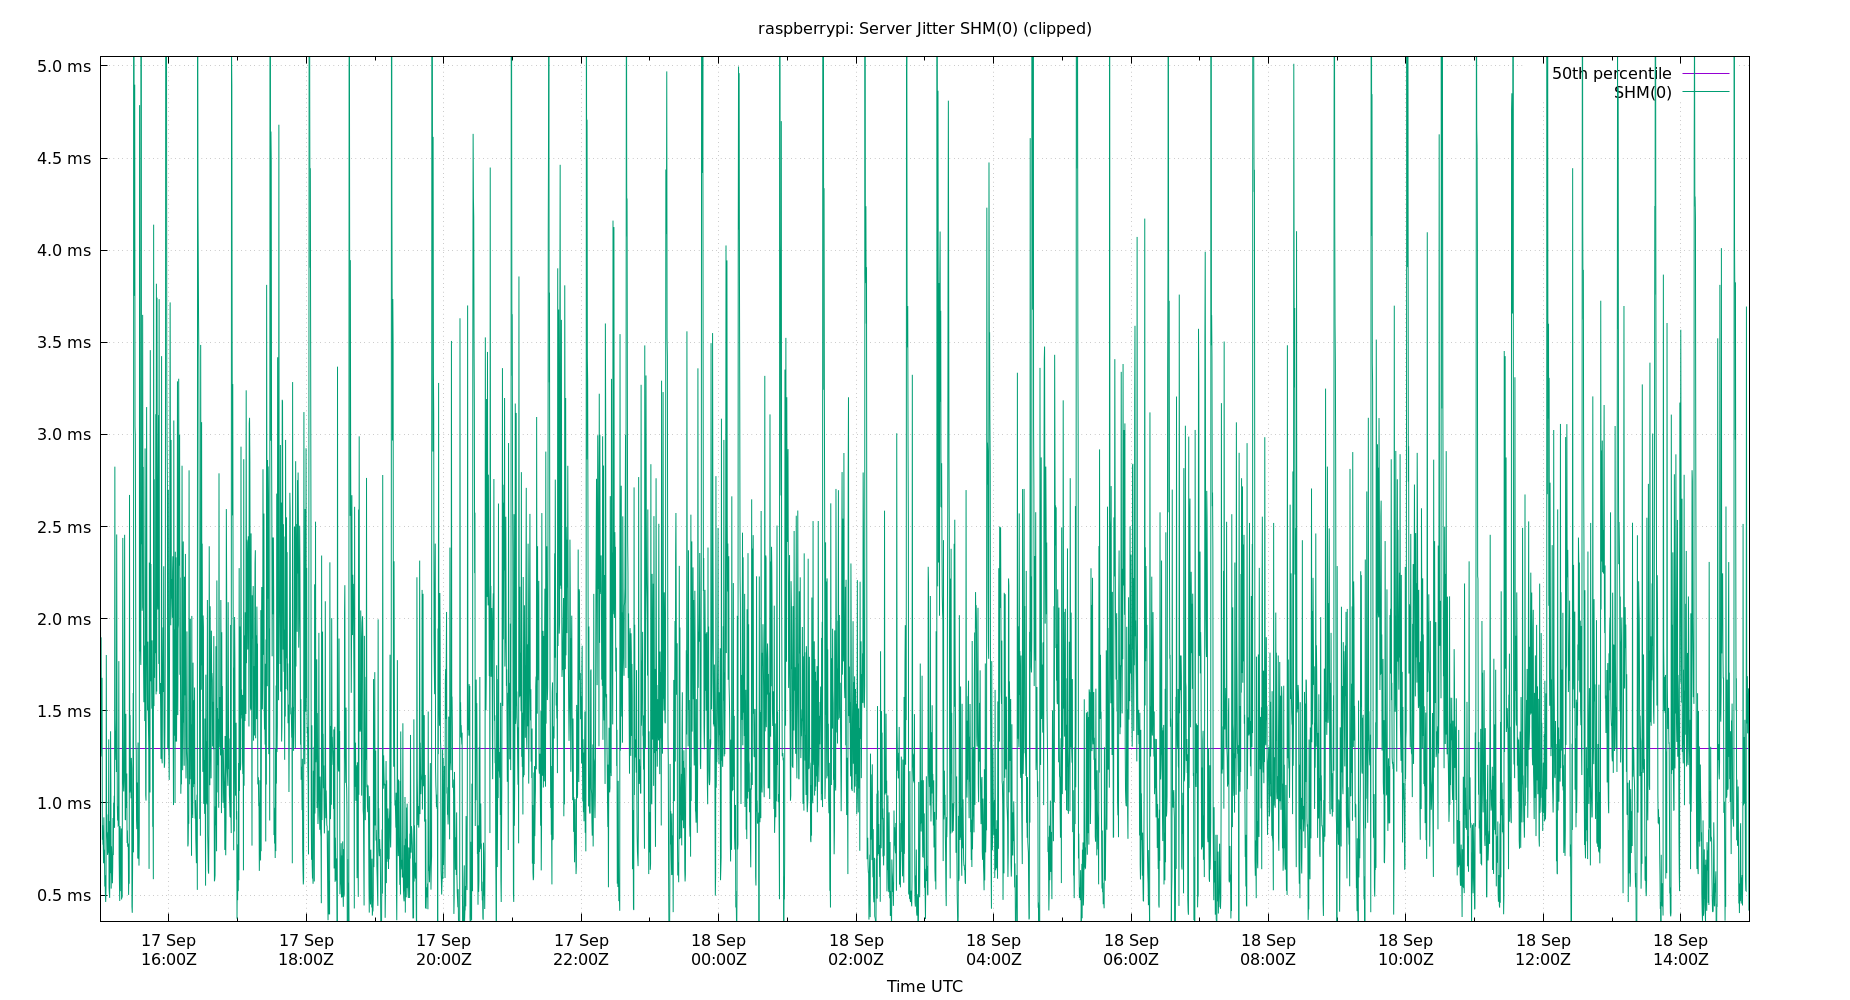 raspberrypi: Server Jitter SHM(0) (clipped)
5.0 ms
50th percentile
SHM(0)
4.5 ms
4.0 ms
3.5 ms
3.0 ms
2.5 ms
2.0 ms
1.5 ms
1.0 ms
0.5 ms
17 Sep 17 Sep 17 Sep 17 Sep 18 Sep 18 Sep 18 Sep 18 Sep 18 Sep 18 Sep 18 Sep 18 Sep
16:00Z 18:00Z 20:00Z 22:00Z 00:00Z 02:00Z 04:00Z 06:00Z 08:00Z 10:00Z 12:00Z 14:00Z
Time UTC